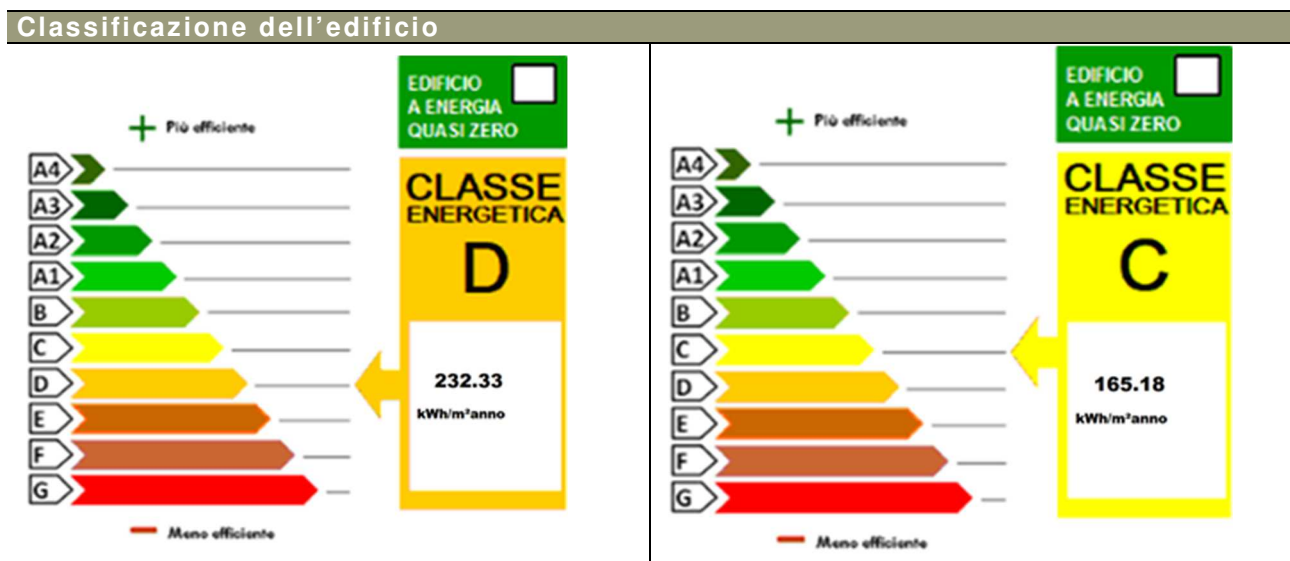 Classificazione dell’edificio
EDIFICIO
A ENERGIA
QUASI ZERO
Più efficiente
A4
A3
A2
A1
B
C
D
E
F
G
Meno efficiente
CLASSE
ENERGETICA
D
232.33
kWh/m²anno
EDIFICIO
A ENERGIA
QUASI ZERO
Più efficiente
A4
A3
A2
A1
B
C
D
E
F
G
Meno efficiente
CLASSE
ENERGETICA
C
165.18
kWh/m²anno